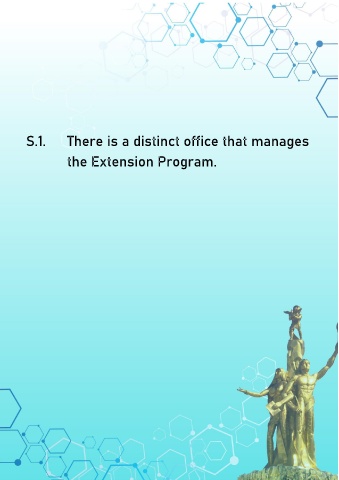 S.1. There is a distinct office that manages
the Extension Program.